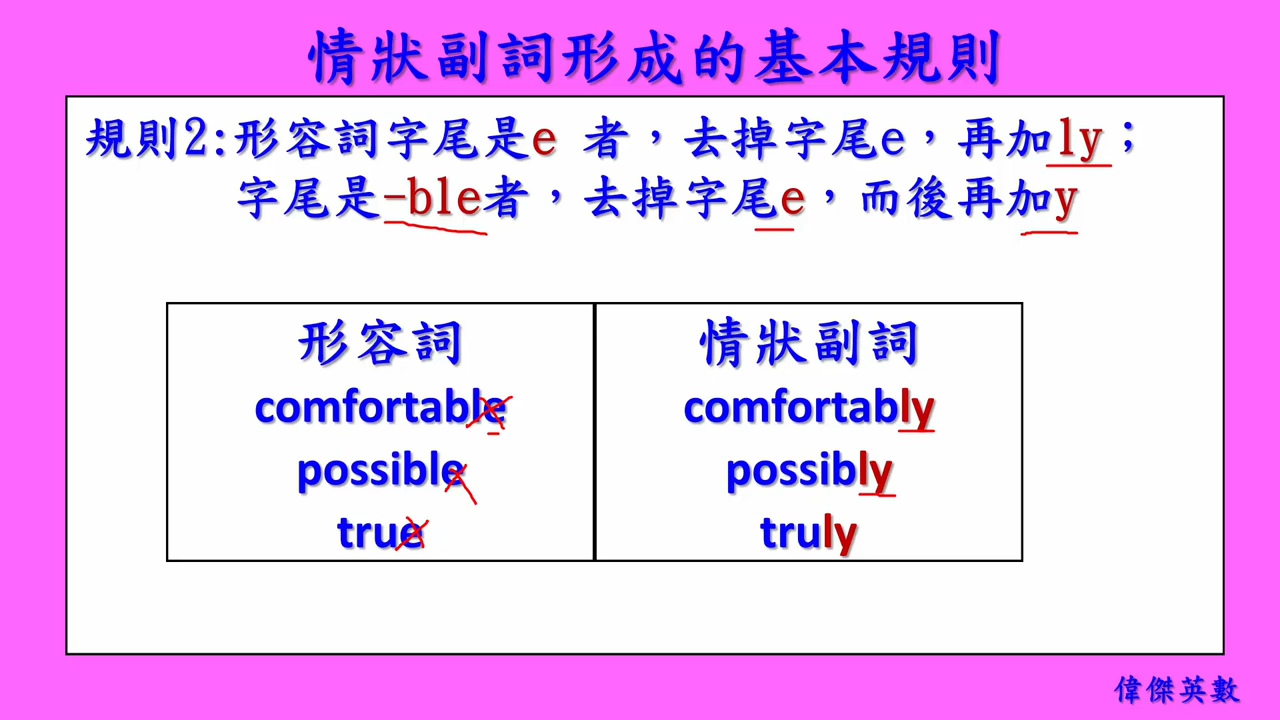 情狀副詞形成的基本規則
規則2:形容詞字尾是e 者，去掉字尾e，再加ly；
字尾是-ble者，去掉字尾e，而後再加y
形容詞
comfortable
possible
true
情狀副詞
comfortably
possibly
truly
偉傑英數